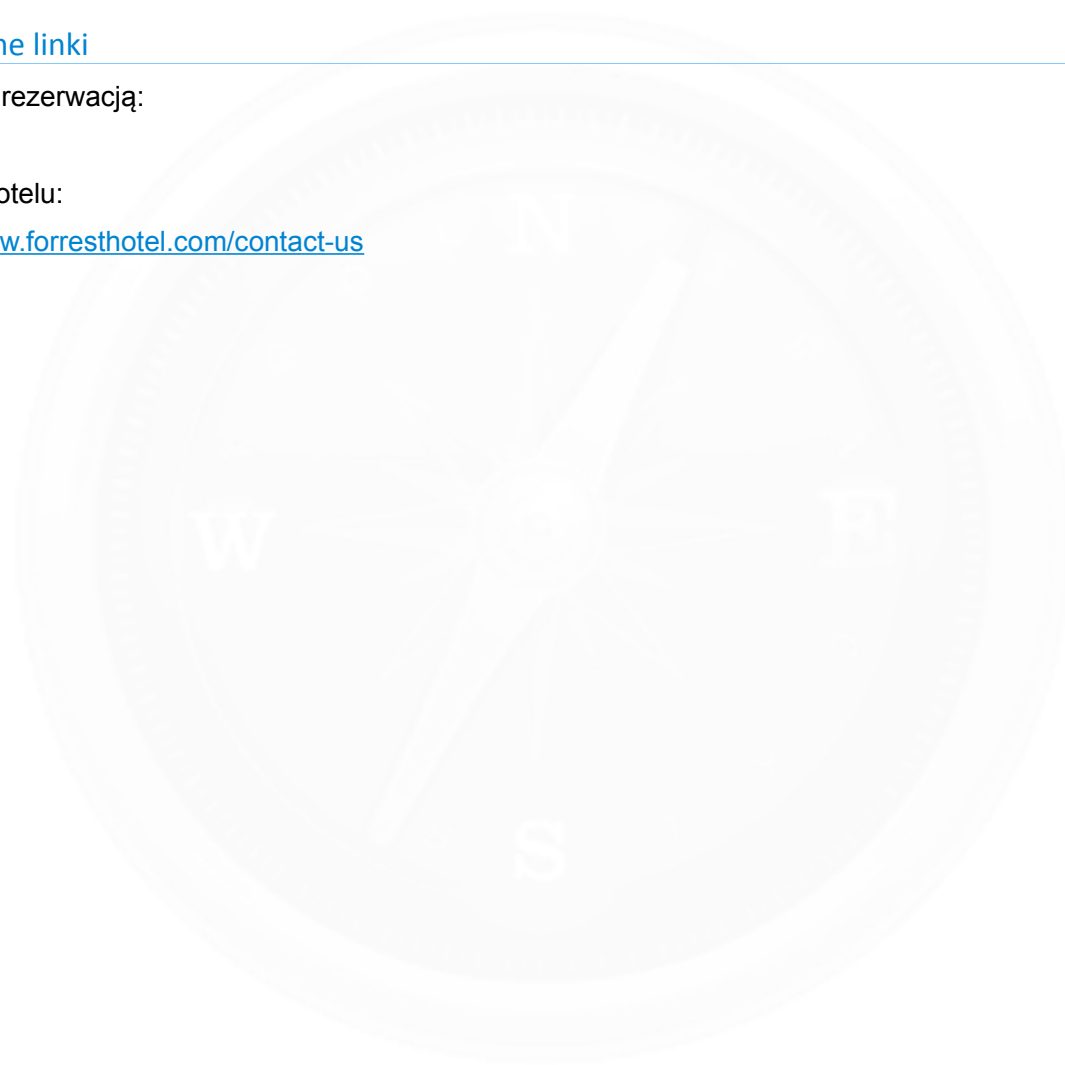 ne linki
rezerwacją:
otelu:
w.forresthotel.com/contact-us
N
W
E
S